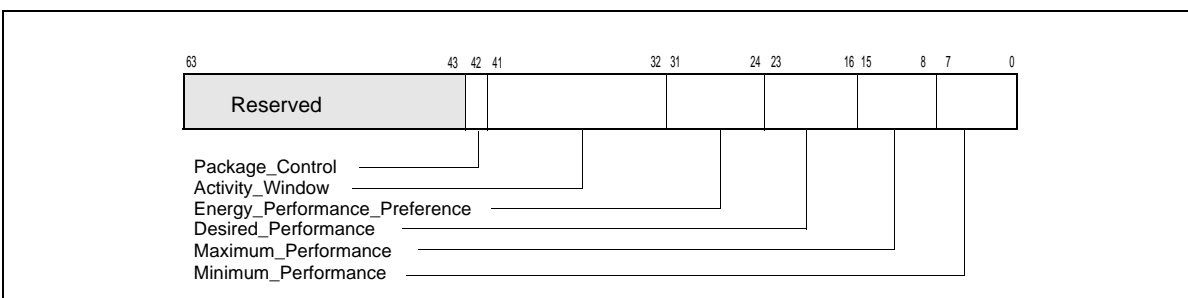 63 43 42 41 32 31 24 23 16 15 8 7 0
Reserved
Package_Control
Activity_Window
Energy_Performance_Preference
Desired_Performance
Maximum_Performance
Minimum_Performance